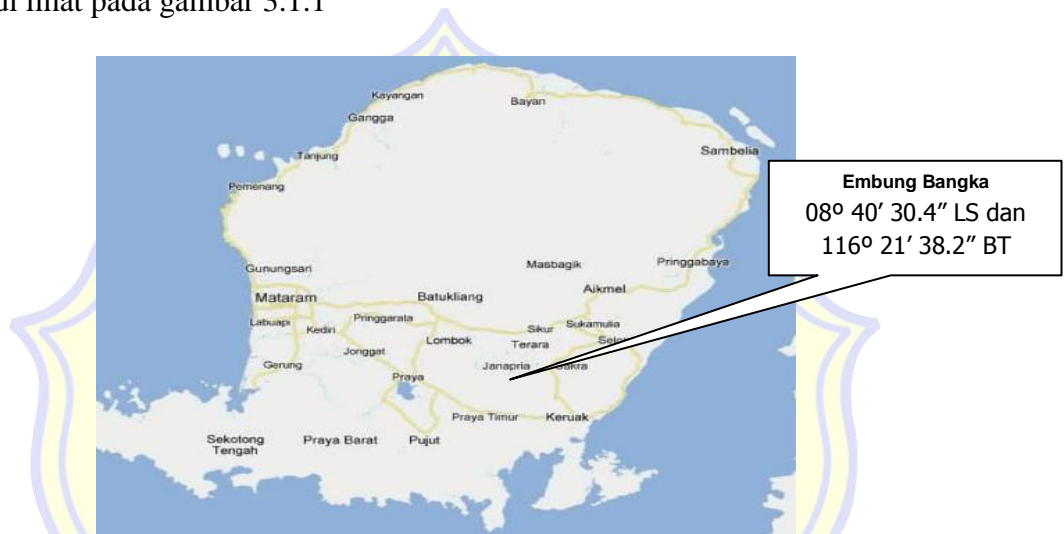 di lihat pada gambar 3.1.1
Kayangan
Bayan
Gangga
Tanjung
Sambelia
Pemenang
Embung Bangka
08º 40’ 30.4” LS dan
116º 21’ 38.2” BT
Gunungsari
Masbagik
Pringgabaya
Mataram
Batukliang
Aikmel
Labuapi
Kediri
Pringgarata
Lombok
Sikur
Sukamulia
Terara
Jonggat
Gerung
Praya
Janapria
Praya Timur
Keruak
Sekotong
Tengah
Praya Barat
Pujut